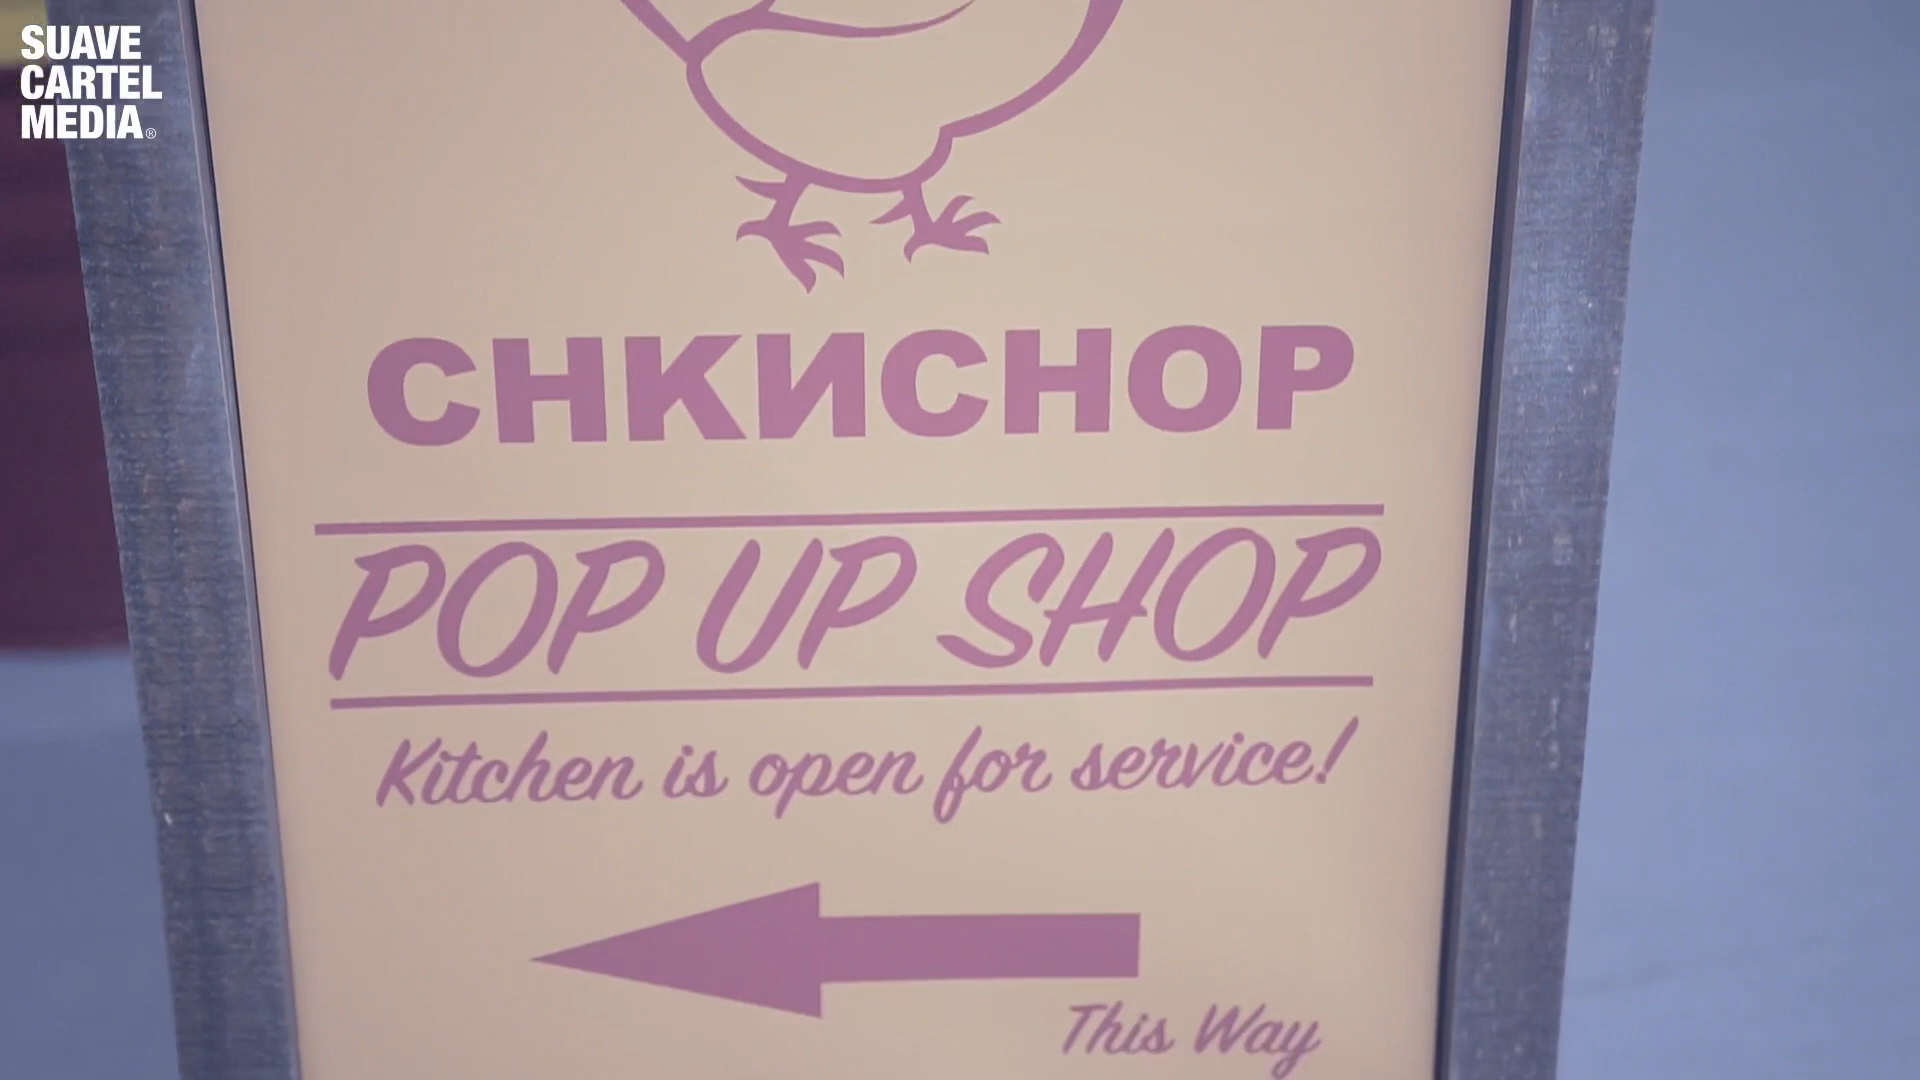 SUAVE
CARTEL
MEDIA®
CHKИCHOP
POP UP SHOP
Kitchen is open for service!
This Way